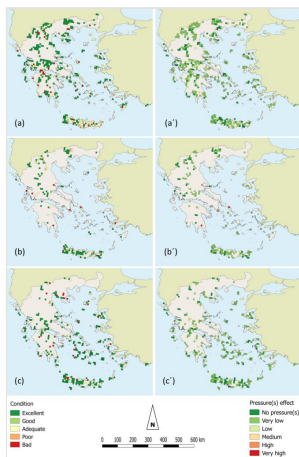 (a)
(a´)
(b)
(b´)
(c)
(c´)
Condition
Excellent
Good
Adequate
Poor
Bad
N
0 100 200 300 400 500 600 km
Pressure(s) effect
No pressure(s)
Very low
Low
Medium
High
Very high